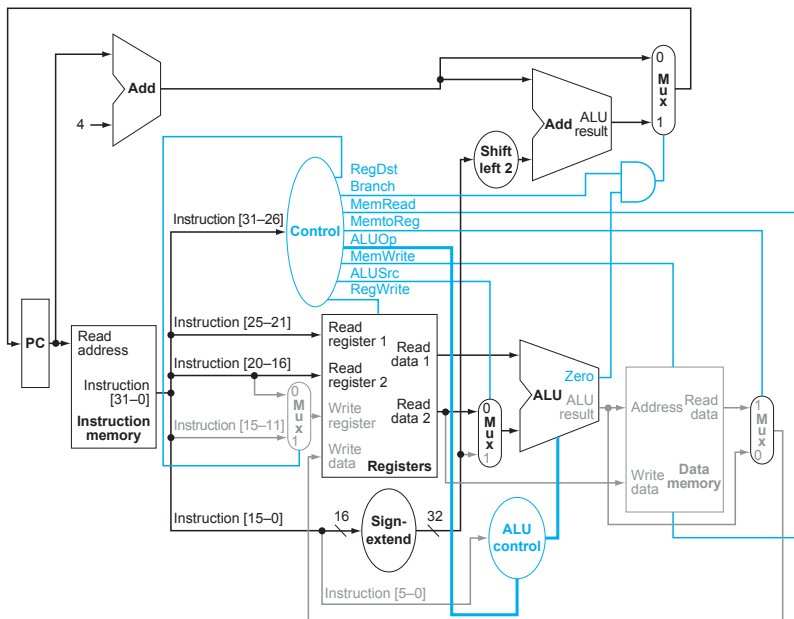 Add
4
0
M
u
x
1
Add
ALU
result
Shift
left 2
RegDst
Branch
MemRead
MemtoReg
ALUOp
MemWrite
ALUSrc
RegWrite
Control
Instruction [31–26]
PC
Read
address
Instruction
[31–0]
Instruction
memory
Instruction [25–21]
Instruction [20–16]
Instruction [15–11]
0
M
u
x
1
Read
register 1
Read
register 2
Write
register
Write
data
Read
data 1
Read
data 2
Registers
0
M
u
x
1
Zero
ALU
ALU
result
Address
Read
data
Write
data
Data
memory
1
M
u
x
0
Instruction [15–0]
16
Sign-
extend
32
ALU
control
Instruction [5–0]